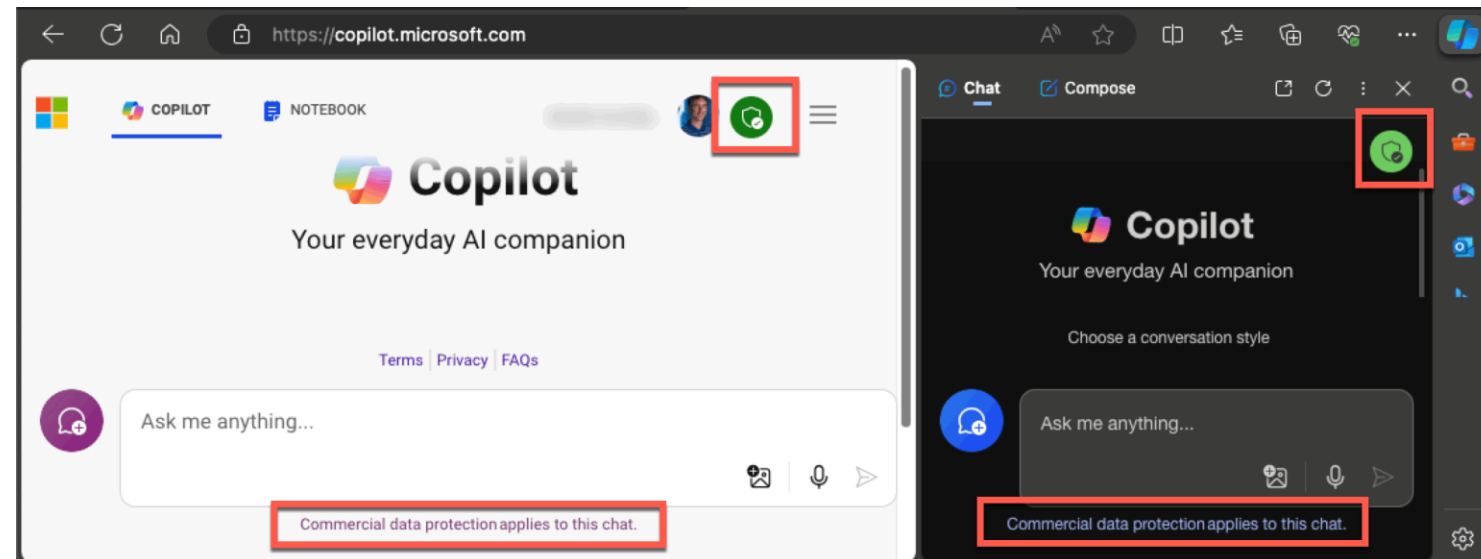 https://copilot.microsoft.com
COPILOT
NOTEBOOK
Copilot
Your everyday AI companion
Terms | Privacy | FAQs
Ask me anything...
Commercial data protection applies to this chat.
Chat
Compose
Copilot
Your everyday AI companion
Choose a conversation style
Ask me anything...
Commercial data protection applies to this chat.